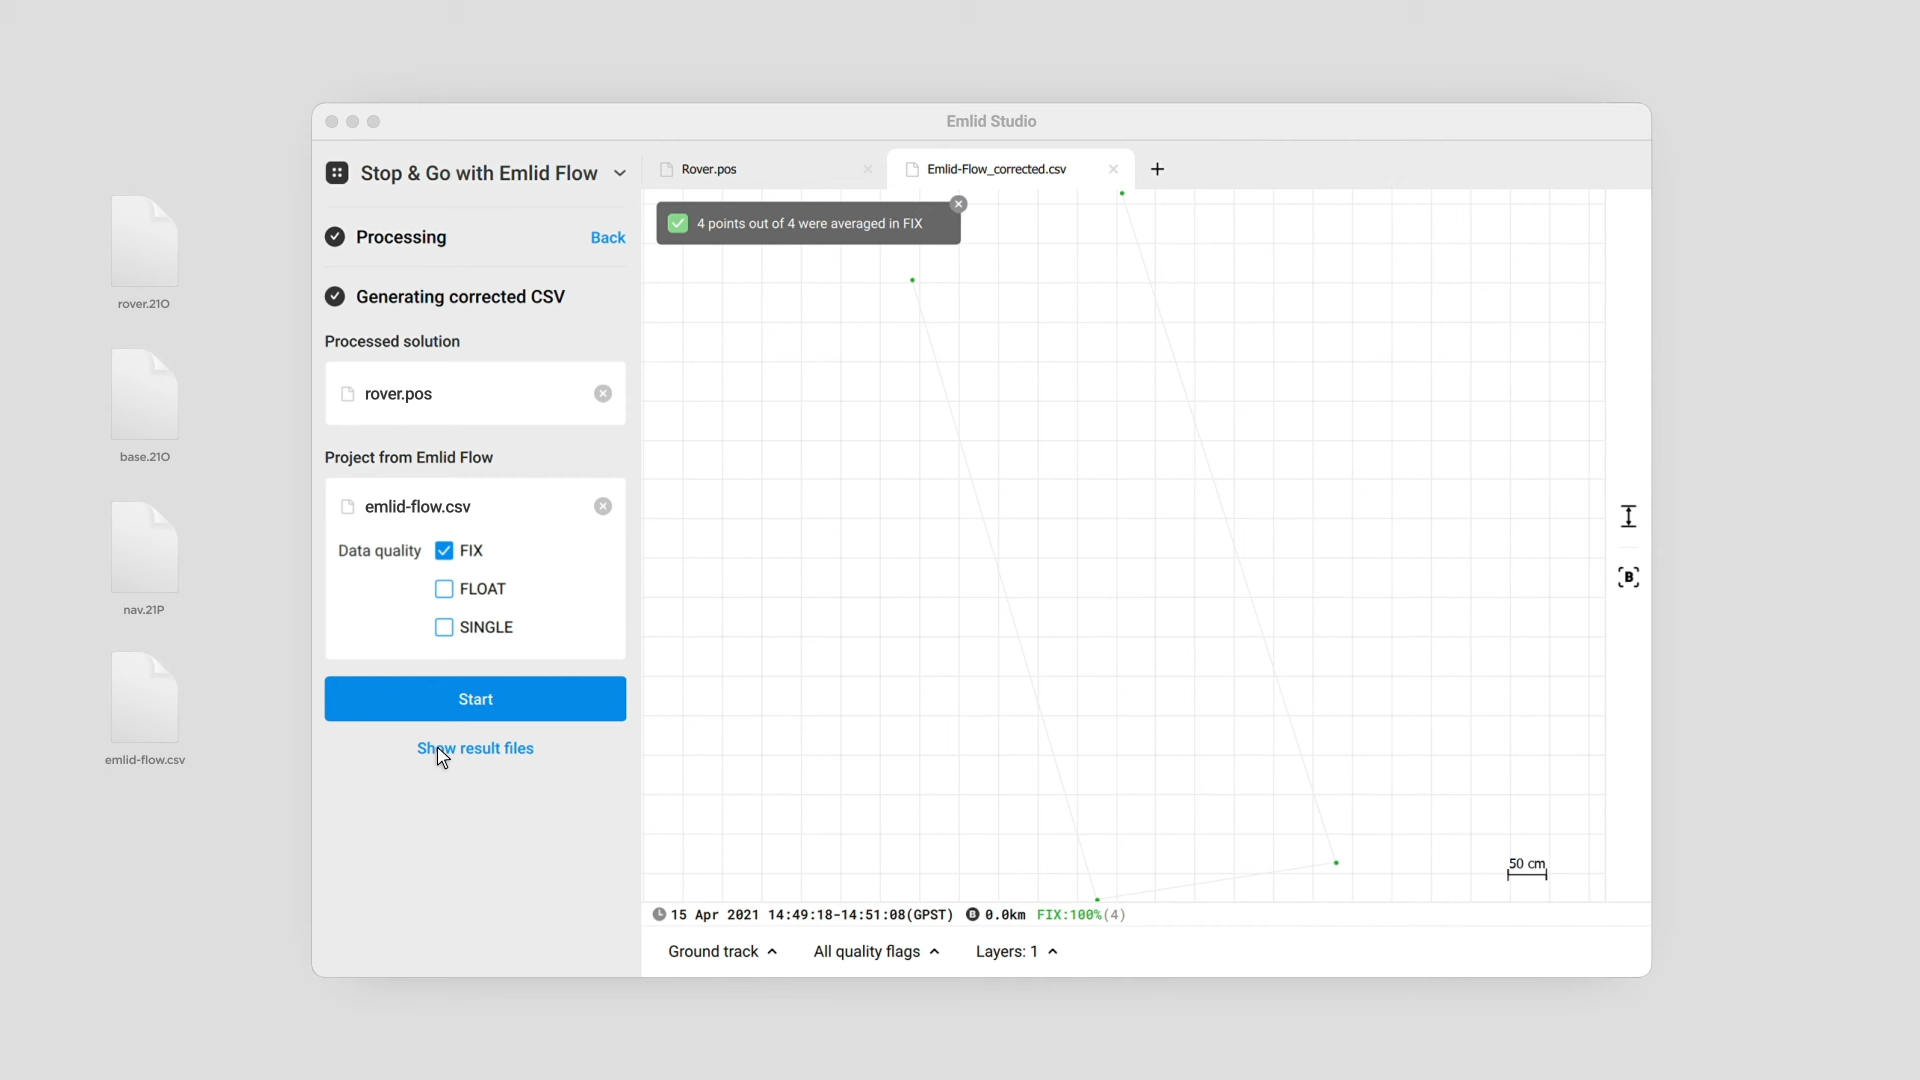 Emlid Studio
rover.21O
base.21O
nav.21P
emlid-flow.csv
Stop & Go with Emlid Flow
Processing
Back
Generating corrected CSV
Processed solution
rover.pos
Project from Emlid Flow
emlid-flow.csv
Data quality
FIX
FLOAT
SINGLE
Start
Show result files
Rover.pos
Emlid-Flow_corrected.csv
4 points out of 4 were averaged in FIX
B
50 cm
15 Apr 2021 14:49:18-14:51:08(GPST) B 0.0km FIX:100%(4)
Ground track
All quality flags
Layers: 1